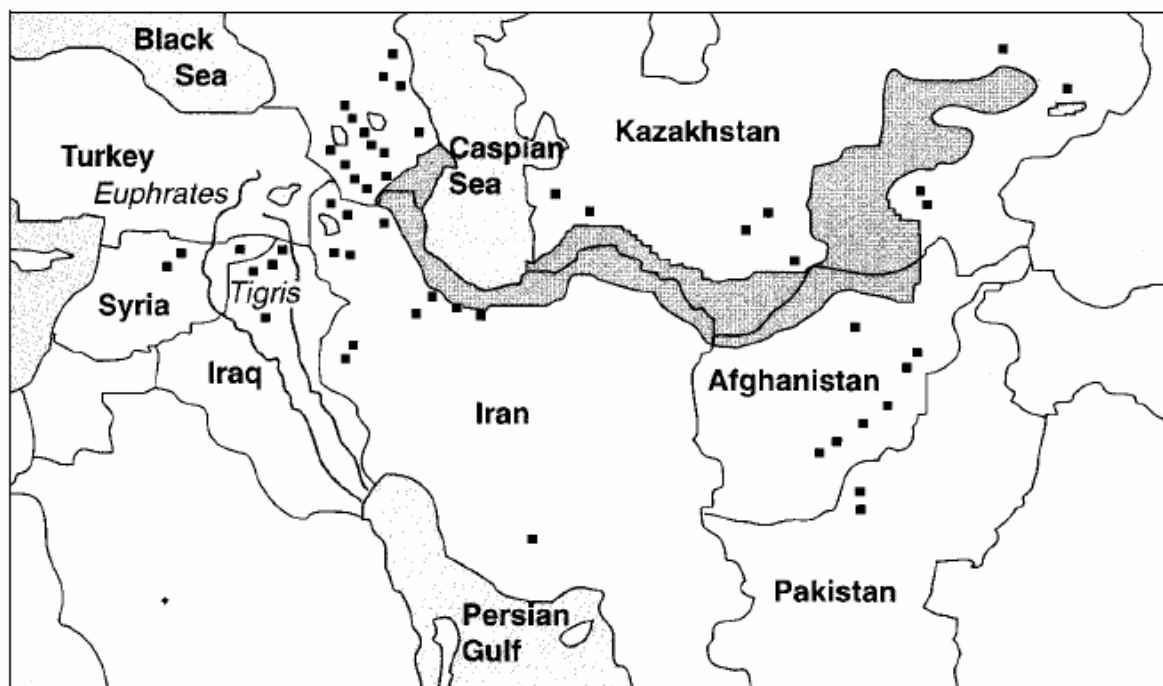 Black
Sea
Kazakhstan
Caspian
Sea
Turkey
Euphrates
Syria
Tigris
Iraq
Iran
Afghanistan
Pakistan
Persian
Gulf